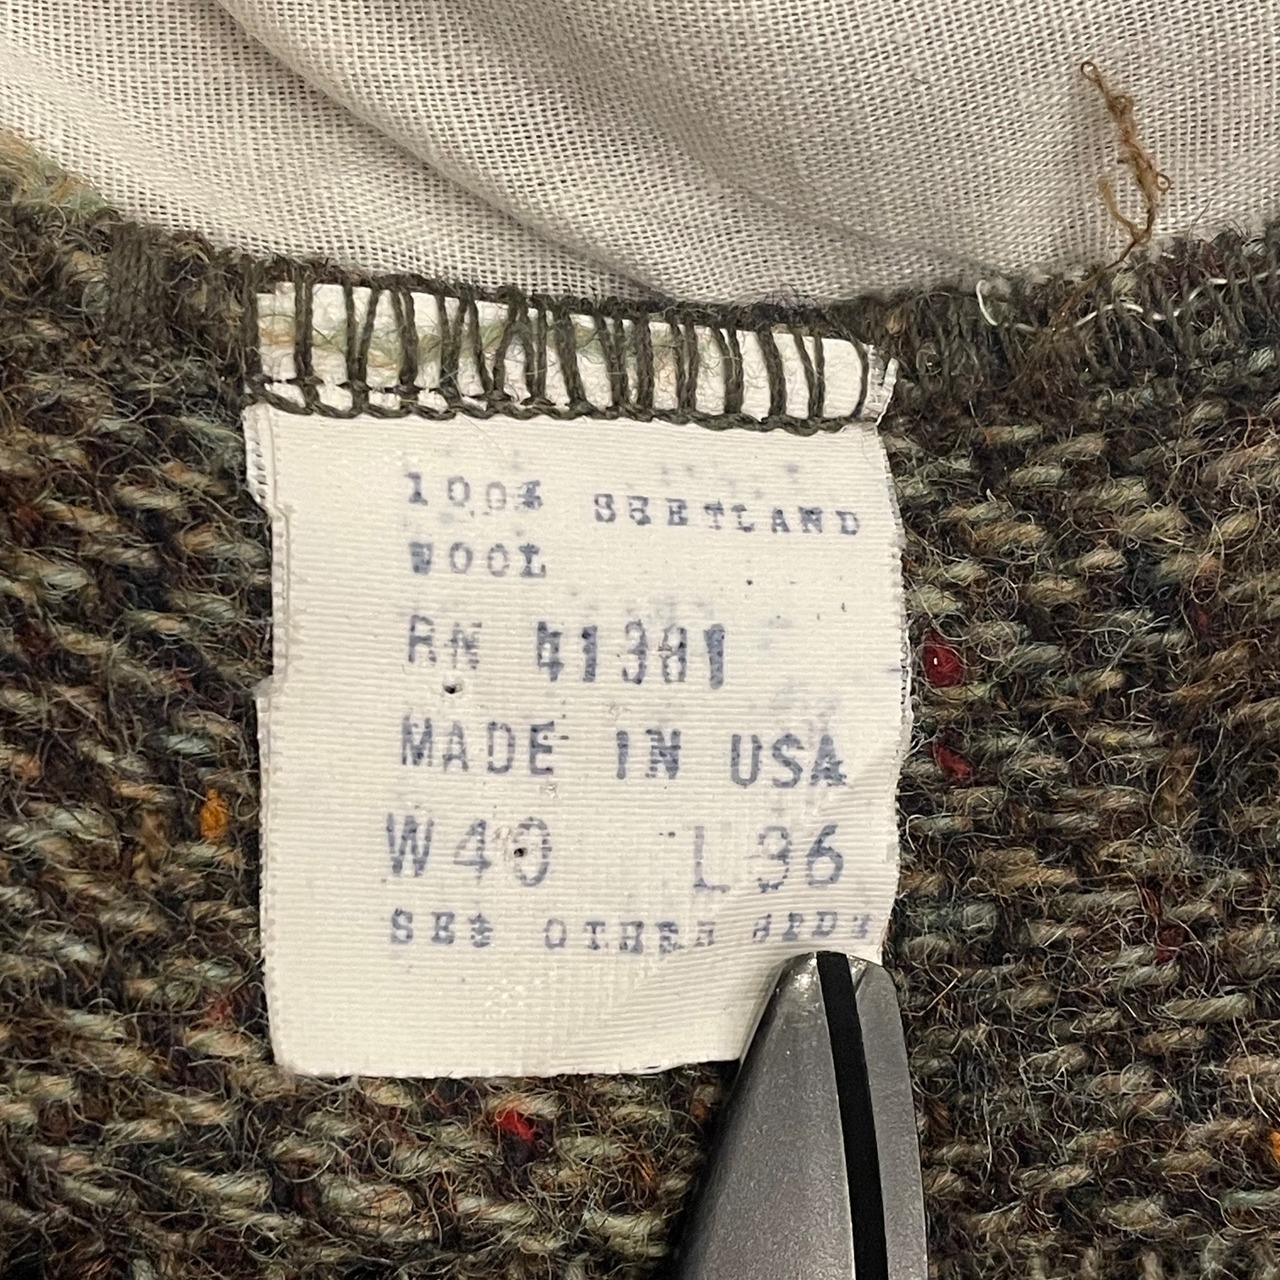 100% SHETLAND
WOOL
RN 41381
MADE IN USA
W40 L36
SEE OTHER SIDE